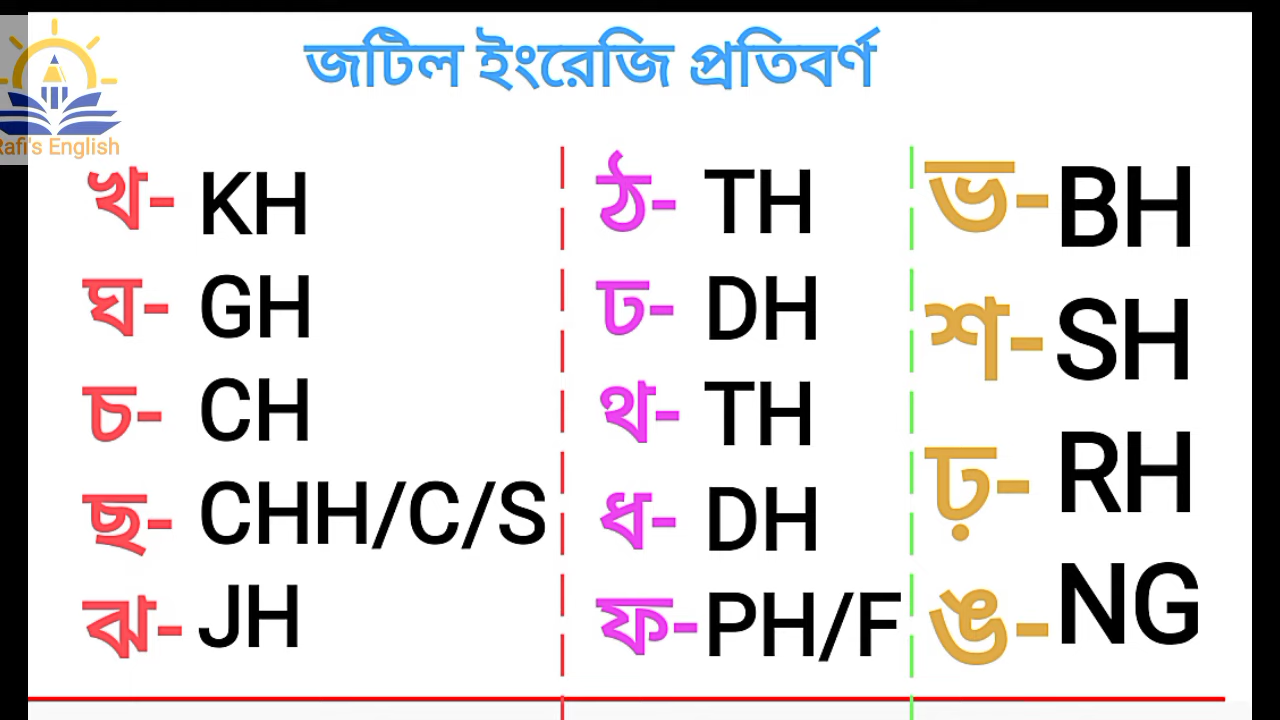 জটিল ইংরেজি প্রতিবর্ণ
Rafi's English
খ- KH
ঘ- GH
চ- CH
ছ- CHH/C/S
ঝ- JH
ঠ- TH
ঢ- DH
থ- TH
ধ- DH
ফ- PH/F
ভ- BH
শ- SH
ঢ়- RH
ঙ- NG